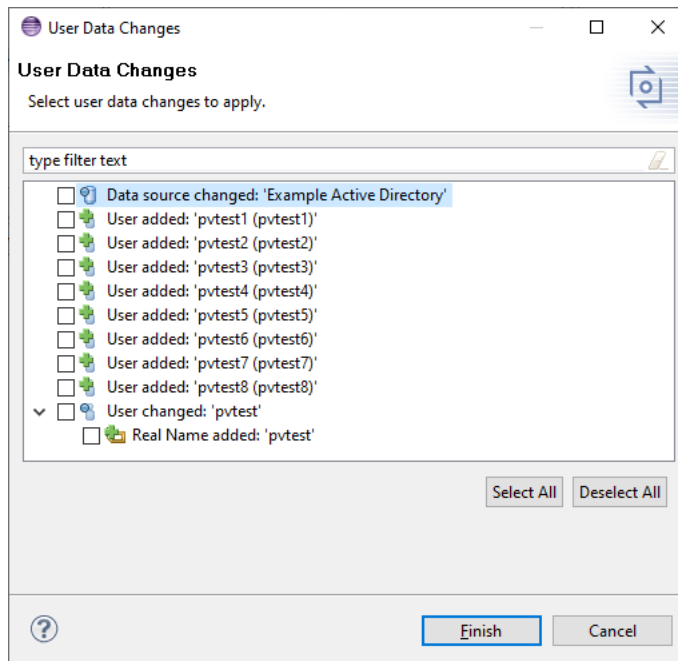 User Data Changes
User Data Changes
Select user data changes to apply.
type filter text
Data source changed: 'Example Active Directory'
User added: 'pvtest1 (pvtest1)'
User added: 'pvtest2 (pvtest2)'
User added: 'pvtest3 (pvtest3)'
User added: 'pvtest4 (pvtest4)'
User added: 'pvtest5 (pvtest5)'
User added: 'pvtest6 (pvtest6)'
User added: 'pvtest7 (pvtest7)'
User added: 'pvtest8 (pvtest8)'
User changed: 'pvtest'
Real Name added: 'pvtest'
Select All Deselect All
? Finish Cancel